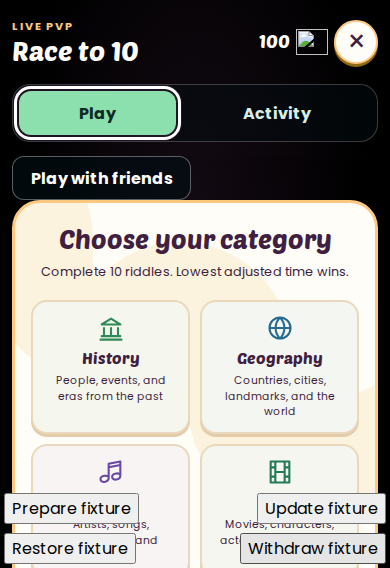 LIVE PVP
Race to 10
100
Play
Activity
Play with friends
Choose your category
Complete 10 riddles. Lowest adjusted time wins.
History
People, events, and
eras from the past
Geography
Countries, cities,
landmarks, and the
world
Artists, songs,
and
Movies, characters,
Prepare fixture
Update fixture
Restore fixture
Withdraw fixture